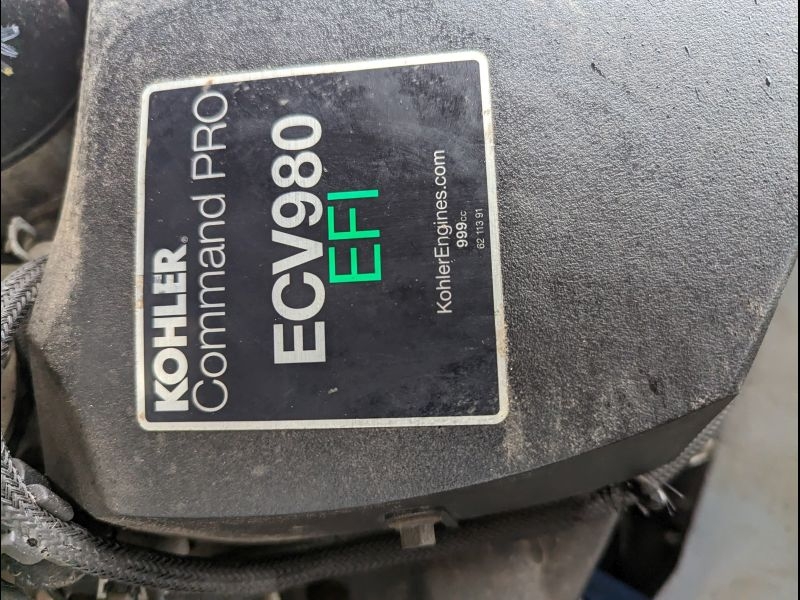 KOHLER®
Command PRO
ECV980
EFI
KohlerEngines.com
999cc
62 113 91